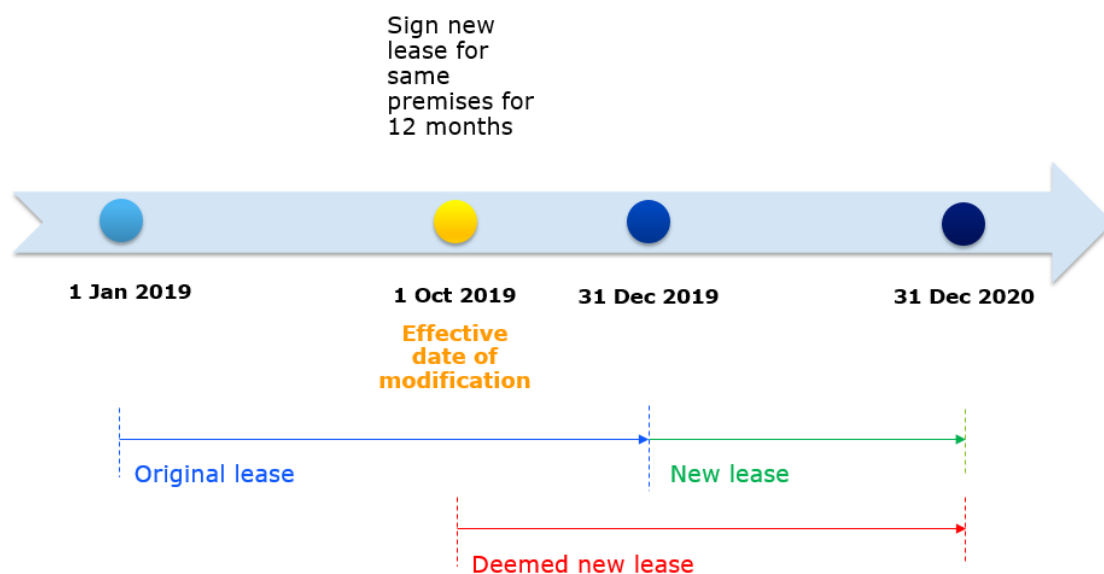 Sign new
lease for
same
premises for
12 months
1 Jan 2019
1 Oct 2019
31 Dec 2019
31 Dec 2020
Effective
date of
modification
Original lease
New lease
Deemed new lease